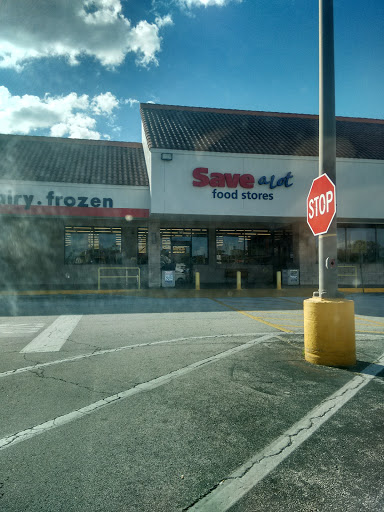 iry • frozen
Save a lot
food stores
STOP